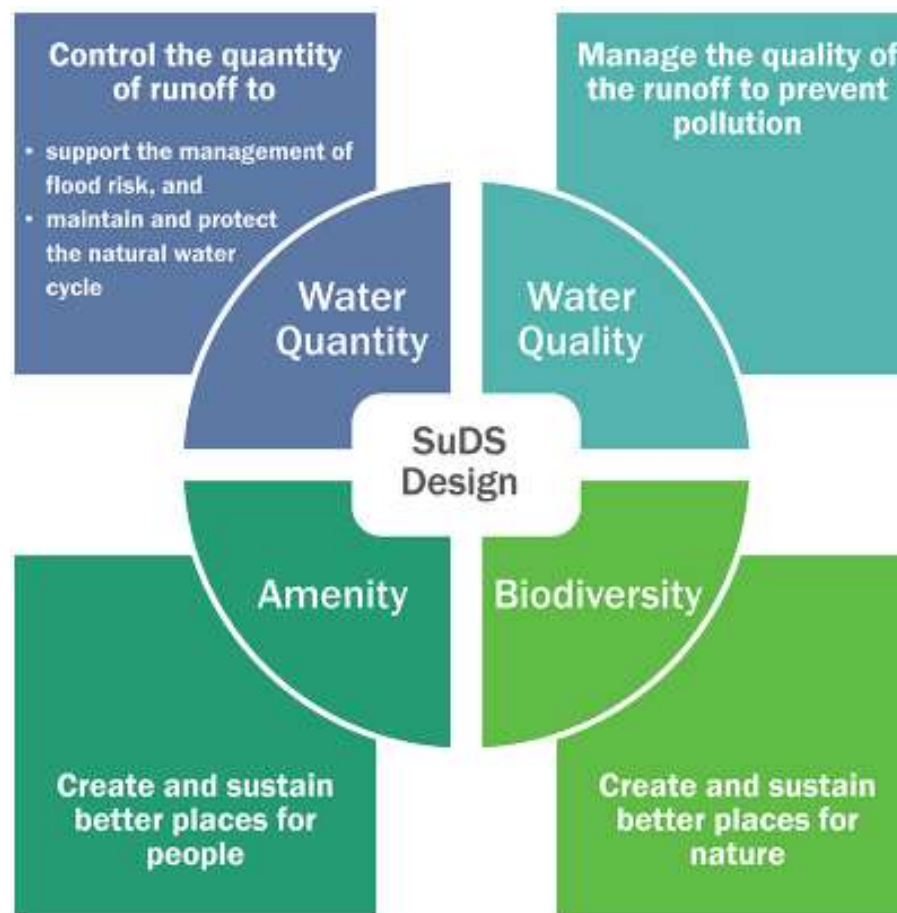 Control the quantity
of runoff to
• support the management of
flood risk, and
• maintain and protect
the natural water
cycle
Manage the quality of
the runoff to prevent
pollution
Water
Quantity
Water
Quality
SuDS
Design
Amenity
Biodiversity
Create and sustain
better places for
people
Create and sustain
better places for
nature